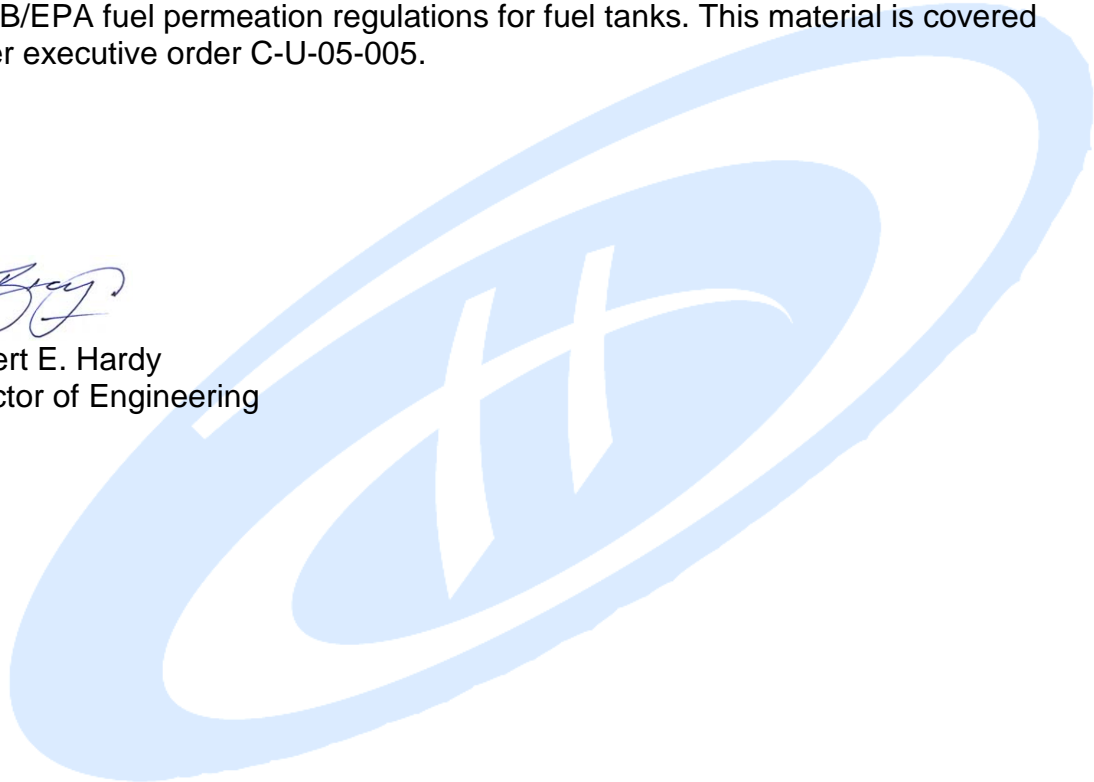 B/EPA fuel permeation regulations for fuel tanks. This material is covered
er executive order C-U-05-005.
ert E. Hardy
ctor of Engineering